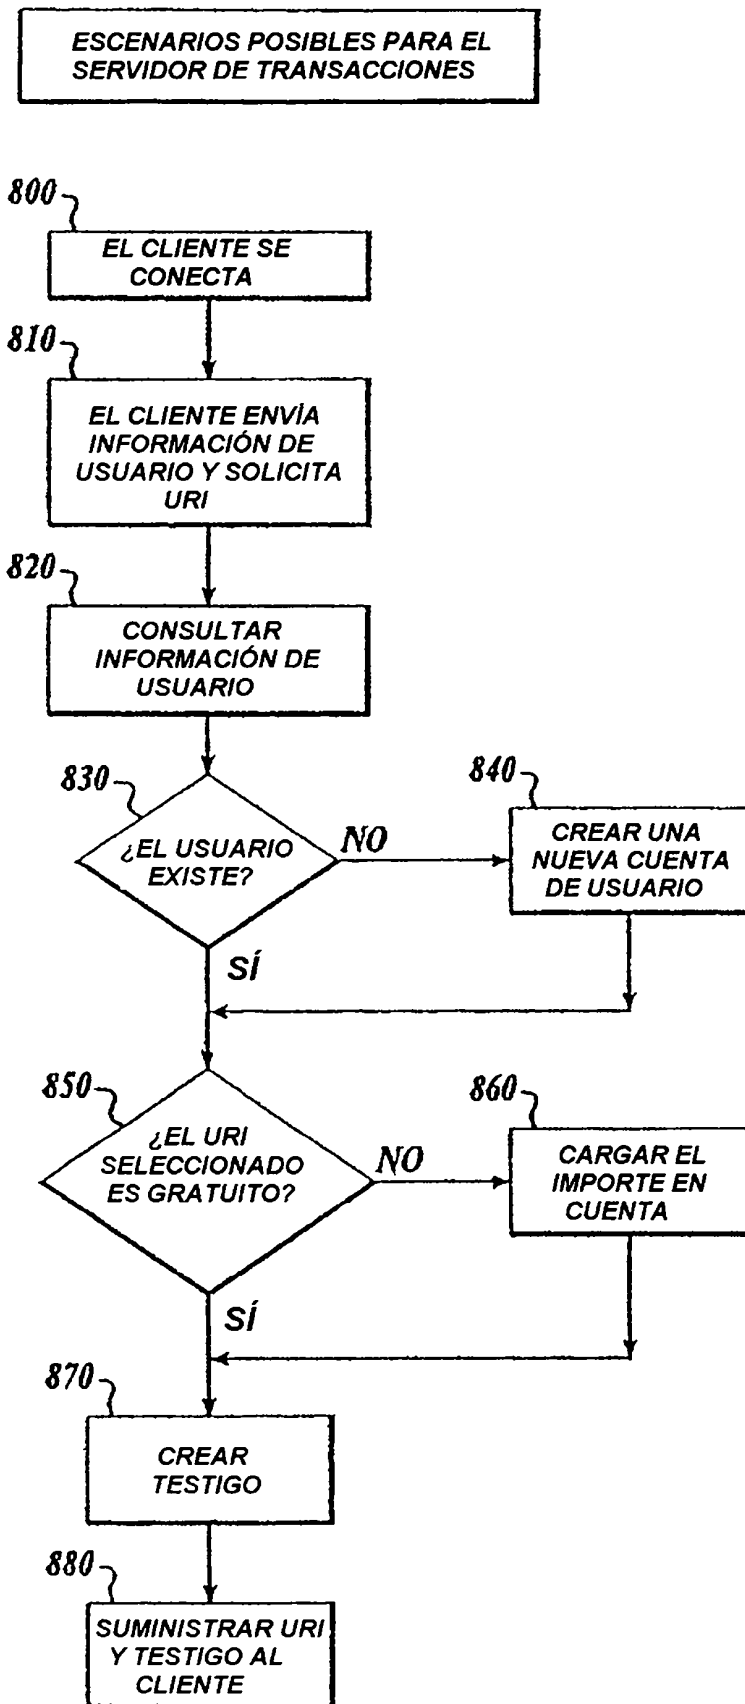 ESCENARIOS POSIBLES PARA EL
SERVIDOR DE TRANSACCIONES
800
EL CLIENTE SE
CONECTA
810
EL CLIENTE ENVÍA
INFORMACIÓN DE
USUARIO Y SOLICITA
URI
820
CONSULTAR
INFORMACIÓN DE
USUARIO
830
¿EL USUARIO
EXISTE?
NO
840
CREAR UNA
NUEVA CUENTA
DE USUARIO
SÍ
850
¿EL URI
SELECCIONADO
ES GRATUITO?
NO
860
CARGAR EL
IMPORTE EN
CUENTA
SÍ
870
CREAR
TESTIGO
880
SUMINISTRAR URI
Y TESTIGO AL
CLIENTE